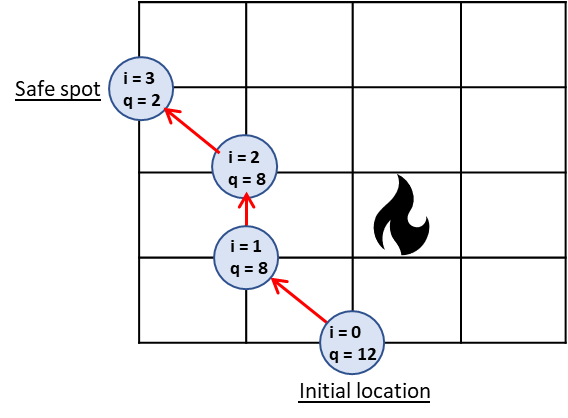 i = 3
q = 2
Safe spot
i = 2
q = 8
i = 1
q = 8
i = 0
q = 12
Initial location